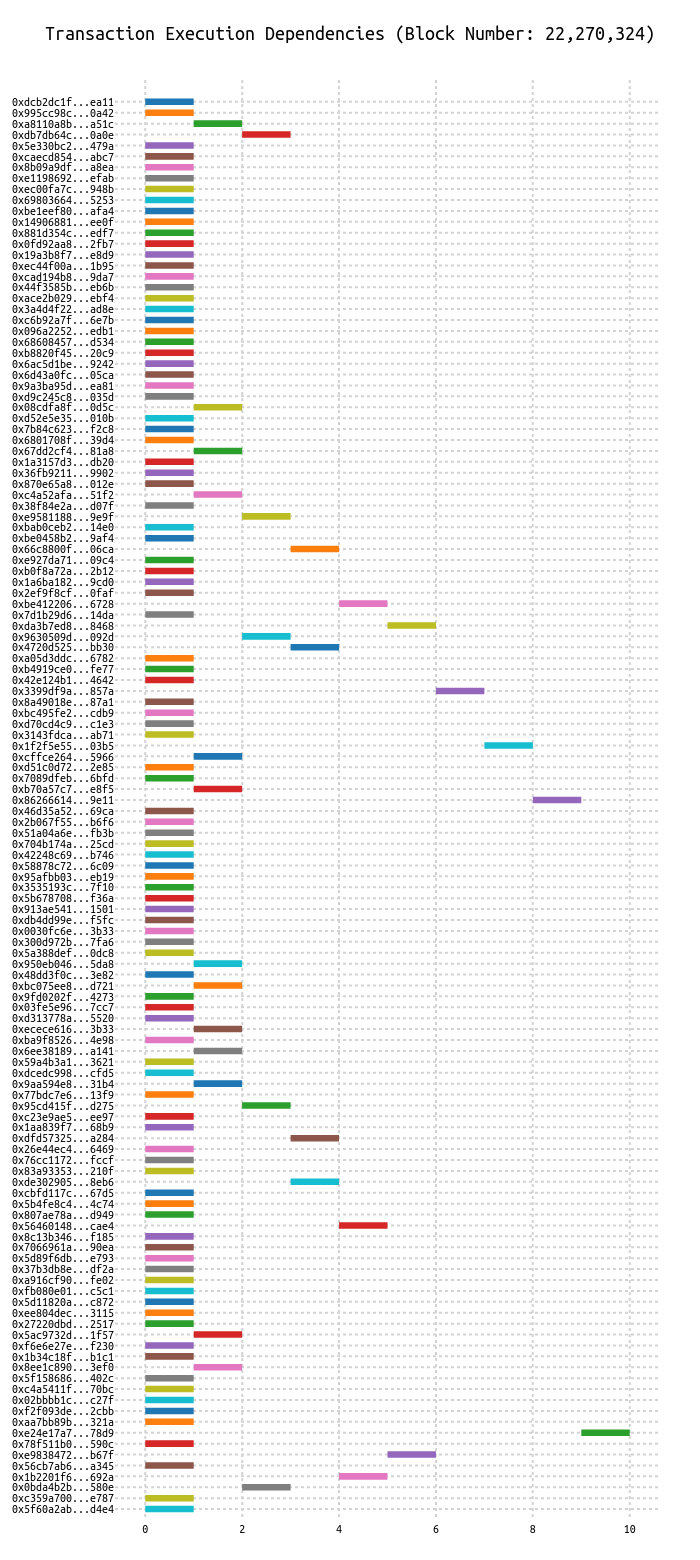 Transaction Execution Dependencies (Block Number: 22,270,324)
0xdcb2dc1f...ea11
0x995cc98c...0a42
0xa8110a8b...a51c
0xdb7db64c...0a0e
0x5e330bc2...479a
0xcaecd854...abc7
0x8b09a9df...a8ea
0xe1198692...efab
0xec00fa7c...948b
0x69803664...5253
0xbe1eef80...afa4
0x14906881...ee0f
0x881d354c...edf7
0x0fd92aa8...2fb7
0x19a3b8f7...e8d9
0xec44f00a...1b95
0xcad194b8...9da7
0x44f3585b...eb6b
0xace2b029...ebf4
0x3a4d4f22...ad8e
0xc6b92a7f...6e7b
0x096a2252...edb1
0x68608457...d534
0xb8820f45...20c9
0x6ac5d1be...9242
0x6d43a0fc...05ca
0x9a3ba95d...ea81
0xd9c245c8...035d
0x08cdfa8f...0d5c
0xd52e5e35...010b
0x7b84c623...f2c8
0x6801708f...39d4
0x67dd2cf4...81a8
0x1a3157d3...db20
0x36fb9211...9902
0x870e65a8...012e
0xc4a52afa...51f2
0x38f84e2a...d07f
0xe9581188...9e9f
0xbab0ceb2...14e0
0xbe0458b2...9af4
0x66c8800f...06ca
0xe927da71...09c4
0xb0f8a72a...2b12
0x1a6ba182...9cd0
0x2ef9f8cf...0faf
0xbe412206...6728
0x7d1b29d6...14da
0xda3b7ed8...8468
0x9630509d...092d
0x4720d525...bb30
0xa05d3ddc...6782
0xb4919ce0...fe77
0x42e124b1...4642
0x3399df9a...857a
0x8a49018e...87a1
0xbc495fe2...cdb9
0xd70cd4c9...c1e3
0x3143fdca...ab71
0x1f2f5e55...03b5
0xcffce264...5966
0xd51c0d72...2e85
0x7089dfeb...6bfd
0xb70a57c7...e8f5
0x86266614...9e11
0x46d35a52...69ca
0x2b067f55...b6f6
0x51a04a6e...fb3b
0x704b174a...25cd
0x42248c69...b746
0x58878c72...6c09
0x95afbb03...eb19
0x3535193c...7f10
0x5b678708...f36a
0x913ae541...1501
0xdb4dd99e...f5fc
0x0030fc6e...3b33
0x300d972b...7fa6
0x5a388def...0dc8
0x950eb046...5da8
0x48dd3f0c...3e82
0xbc075ee8...d721
0x9fd0202f...4273
0x03fe5e96...7cc7
0xd313778a...5520
0xecece616...3b33
0xba9f8526...4e98
0x6ee38189...a141
0x59a4b3a1...3621
0xdcedc998...cfd5
0x9aa594e8...31b4
0x77bdc7e6...13f9
0x95cd415f...d275
0xc23e9ae5...ee97
0x1aa839f7...68b9
0xdfd57325...a284
0x26e44ec4...6469
0x76cc1172...fccf
0x83a93353...210f
0xde302905...8eb6
0xcbfd117c...67d5
0x5b4fe8c4...4c74
0x807ae78a...d949
0x56460148...cae4
0x8c13b346...f185
0x7066961a...90ea
0x5d89f6db...e793
0x37b3db8e...df2a
0xa916cf90...fe02
0xfb080e01...c5c1
0x5d11820a...c872
0xee804dec...3115
0x27220dbd...2517
0x5ac9732d...1f57
0xf6e6e27e...f230
0x1b34c18f...b1c1
0x8ee1c890...3ef0
0x5f158686...402c
0xc4a5411f...70bc
0x02bbbb1c...c27f
0xf2f093de...2cbb
0xaa7bb89b...321a
0xe24e17a7...78d9
0x78f511b0...590c
0xe9838472...b67f
0x56cb7ab6...a345
0x1b2201f6...692a
0x0bda4b2b...580e
0xc359a700...e787
0x5f60a2ab...d4e4
0 2 4 6 8 10